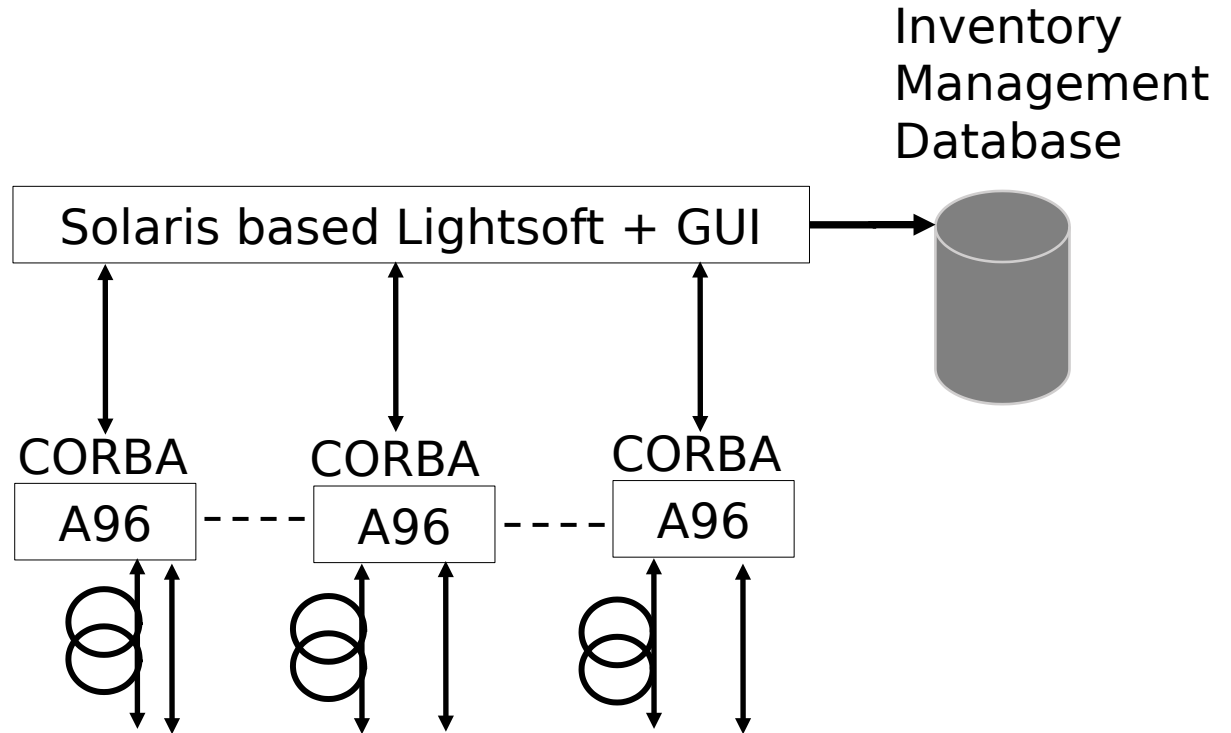 Inventory
Management
Database
Solaris based Lightsoft + GUI
CORBA
CORBA
CORBA
A96
A96
A96